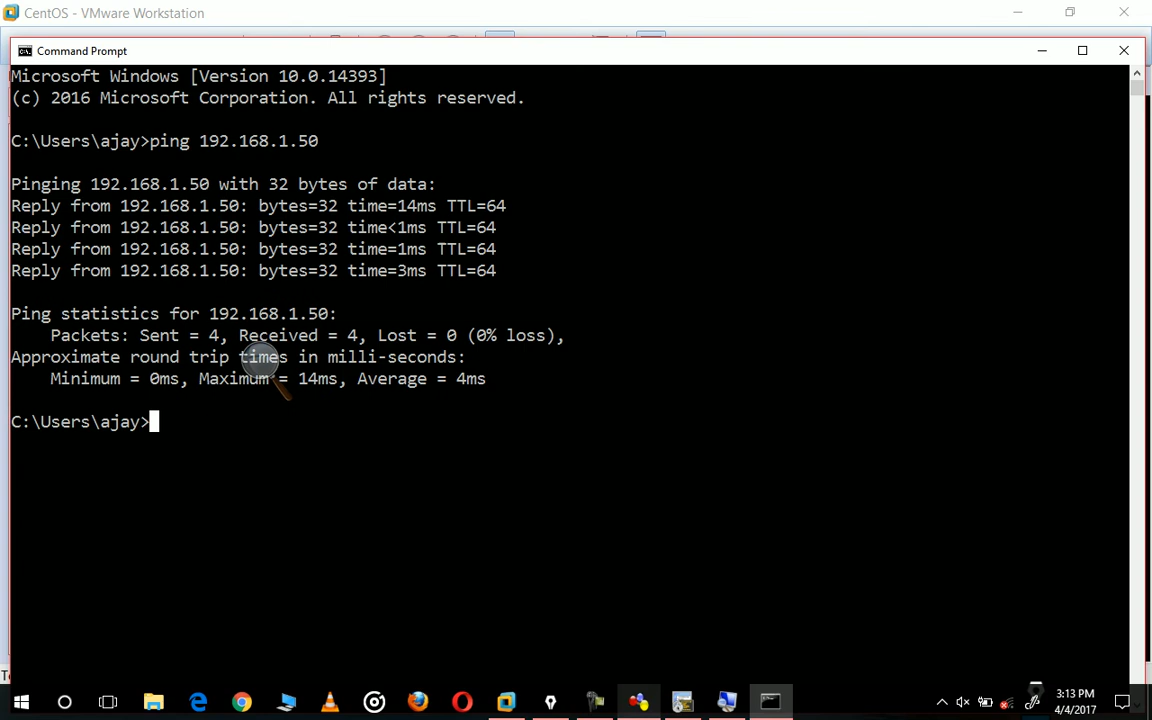 CentOS - VMware Workstation
Command Prompt
Microsoft Windows [Version 10.0.14393]
(c) 2016 Microsoft Corporation. All rights reserved.
C:\Users\ajay>ping 192.168.1.50
Pinging 192.168.1.50 with 32 bytes of data:
Reply from 192.168.1.50: bytes=32 time=14ms TTL=64
Reply from 192.168.1.50: bytes=32 time<1ms TTL=64
Reply from 192.168.1.50: bytes=32 time=1ms TTL=64
Reply from 192.168.1.50: bytes=32 time=3ms TTL=64
Ping statistics for 192.168.1.50:
Packets: Sent = 4, Received = 4, Lost = 0 (0% loss),
Approximate round trip times in milli-seconds:
Minimum = 0ms, Maximum = 14ms, Average = 4ms
C:\Users\ajay>
3:13 PM
4/4/2017